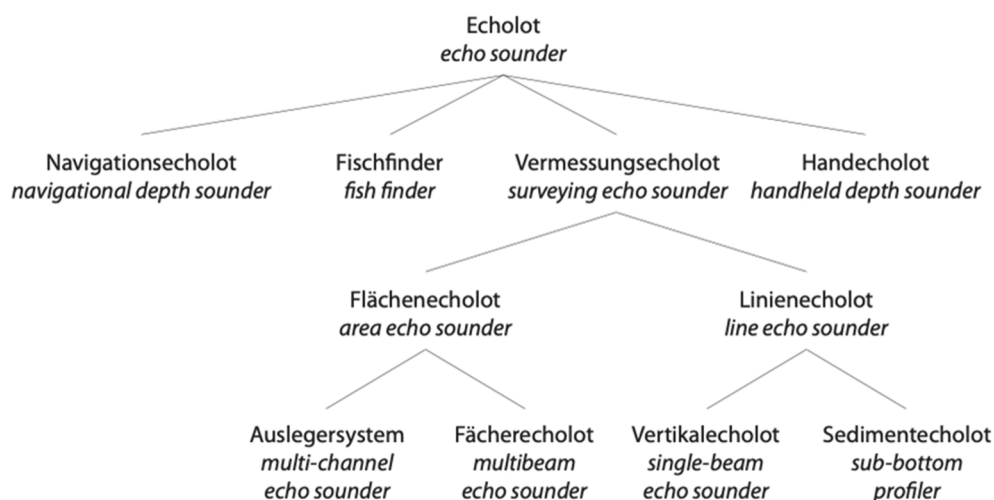 Echolot
echo sounder
Navigationsecholot
navigational depth sounder
Fischfinder
fish finder
Vermessungsecholot
surveying echo sounder
Handecholot
handheld depth sounder
Flächenecholot
area echo sounder
Linienecholot
line echo sounder
Auslegersystem
multi-channel
echo sounder
Fächerecholot
multibeam
echo sounder
Vertikalecholot
single-beam
echo sounder
Sedimentecholot
sub-bottom
profiler